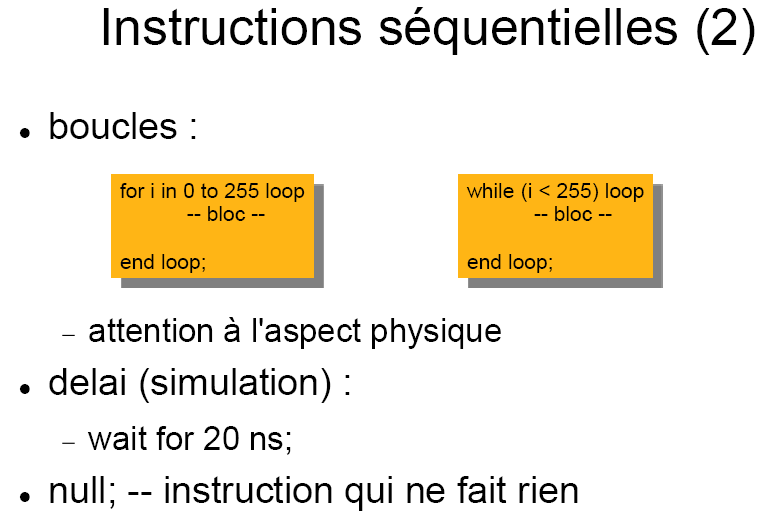 Instructions séquentielles (2)
• boucles :
for i in 0 to 255 loop
-- bloc --
end loop;
while (i < 255) loop
-- bloc --
end loop;
– attention à l'aspect physique
• delai (simulation) :
– wait for 20 ns;
• null; -- instruction qui ne fait rien